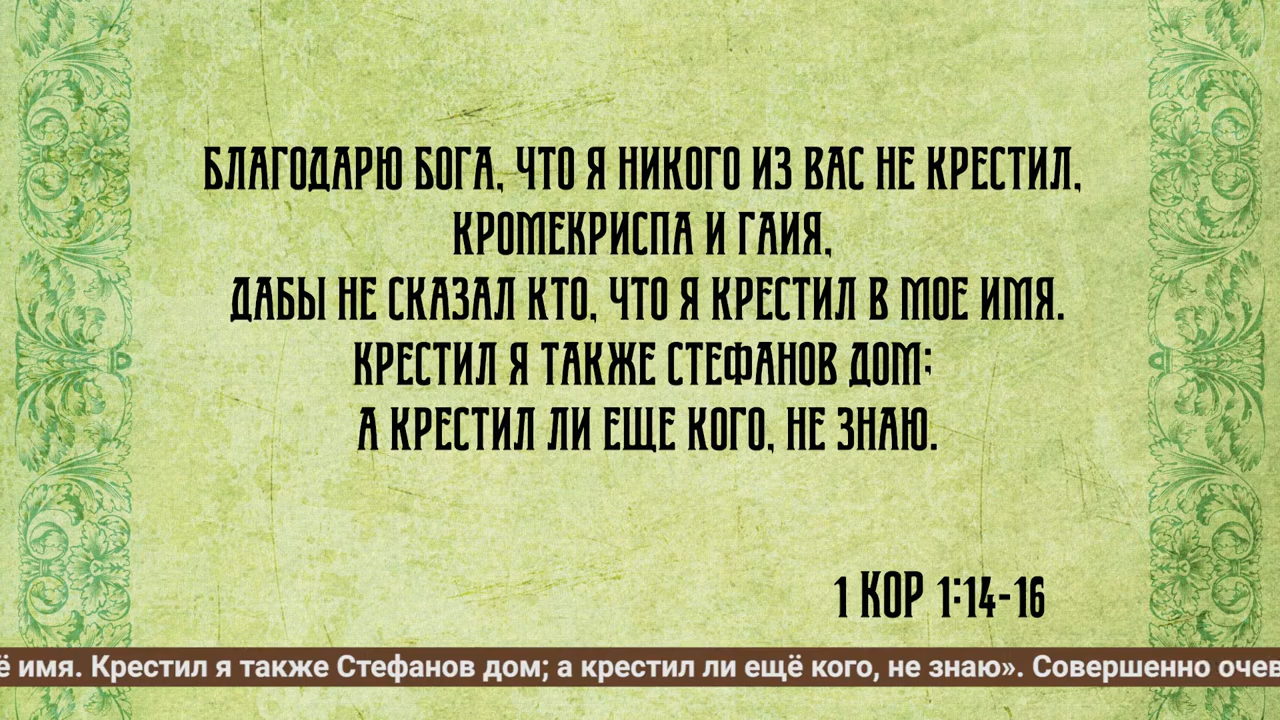 БЛАГОДАРЮ БОГА, ЧТО Я НИКОГО ИЗ ВАС НЕ КРЕСТИЛ,
КРОМЕКРИСПА И ГАИЯ,
ДАБЫ НЕ СКАЗАЛ КТО, ЧТО Я КРЕСТИЛ В МОЕ ИМЯ.
КРЕСТИЛ Я ТАКЖЕ СТЕФАНОВ ДОМ;
А КРЕСТИЛ ЛИ ЕЩЕ КОГО, НЕ ЗНАЮ.
1 КОР 1:14-16
ё имя. Крестил я также Стефанов дом; а крестил ли ещё кого, не знаю». Совершенно очев